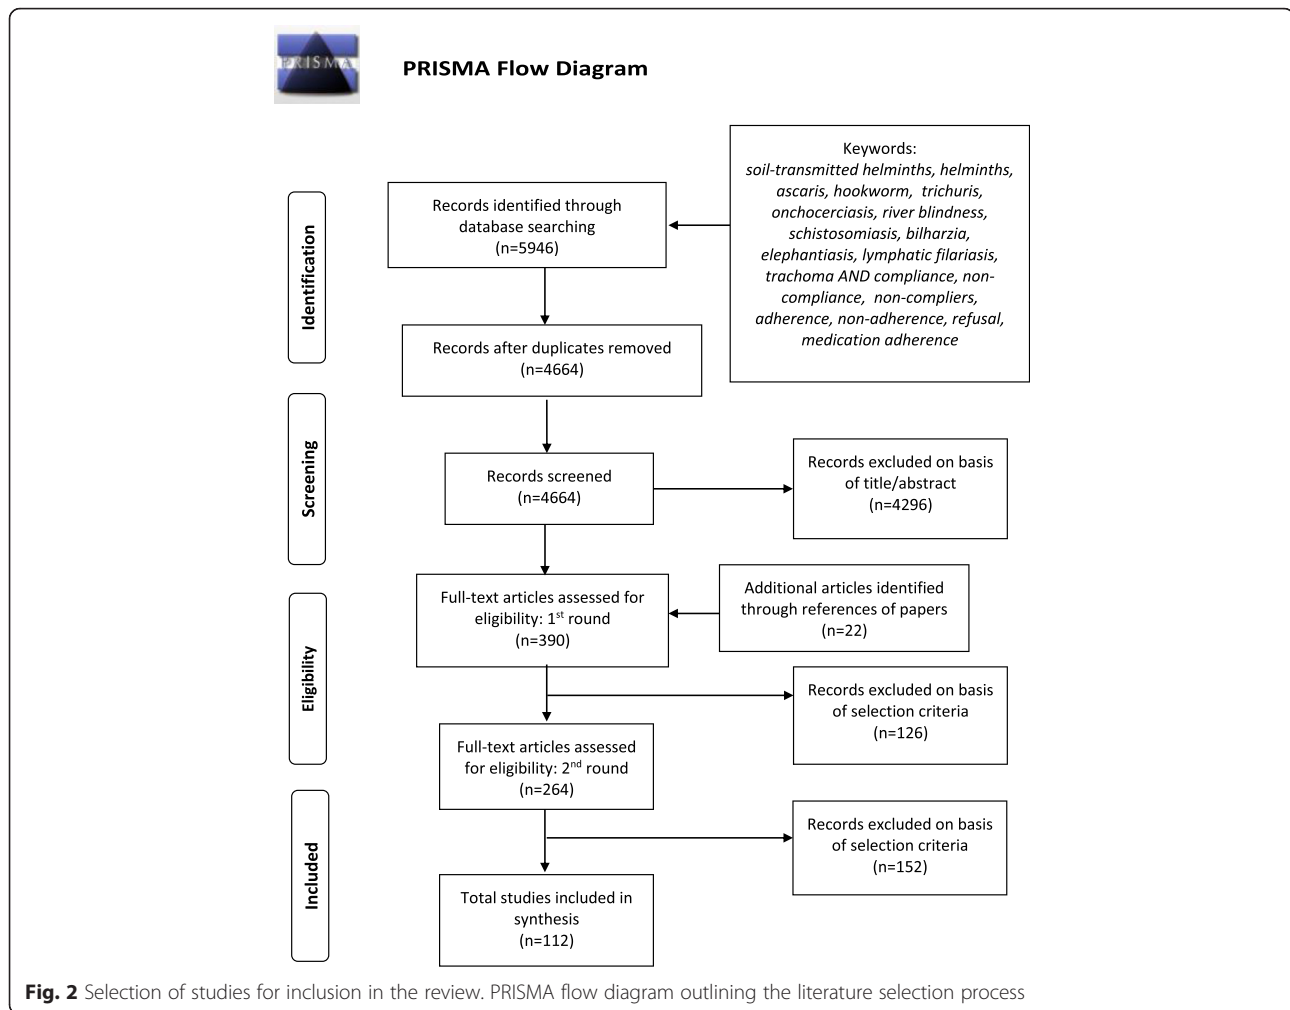 PRISMA
PRISMA Flow Diagram
Keywords:
soil-transmitted helminths, helminths,
ascaris, hookworm, trichuris,
onchocerciasis, river blindness,
schistosomiasis, bilharzia,
elephantiasis, lymphatic filariasis,
trachoma AND compliance, non-
compliance, non-compliers,
adherence, non-adherence, refusal,
medication adherence
Identification
Records identified through
database searching
(n=5946)
Records after duplicates removed
(n=4664)
Screening
Records screened
(n=4664)
Records excluded on basis
of title/abstract
(n=4296)
Eligibility
Full-text articles assessed for
eligibility: 1st round
(n=390)
Additional articles identified
through references of papers
(n=22)
Records excluded on basis
of selection criteria
(n=126)
Full-text articles assessed
for eligibility: 2nd round
(n=264)
Included
Records excluded on basis
of selection criteria
(n=152)
Total studies included in
synthesis
(n=112)
Fig. 2 Selection of studies for inclusion in the review. PRISMA flow diagram outlining the literature selection process